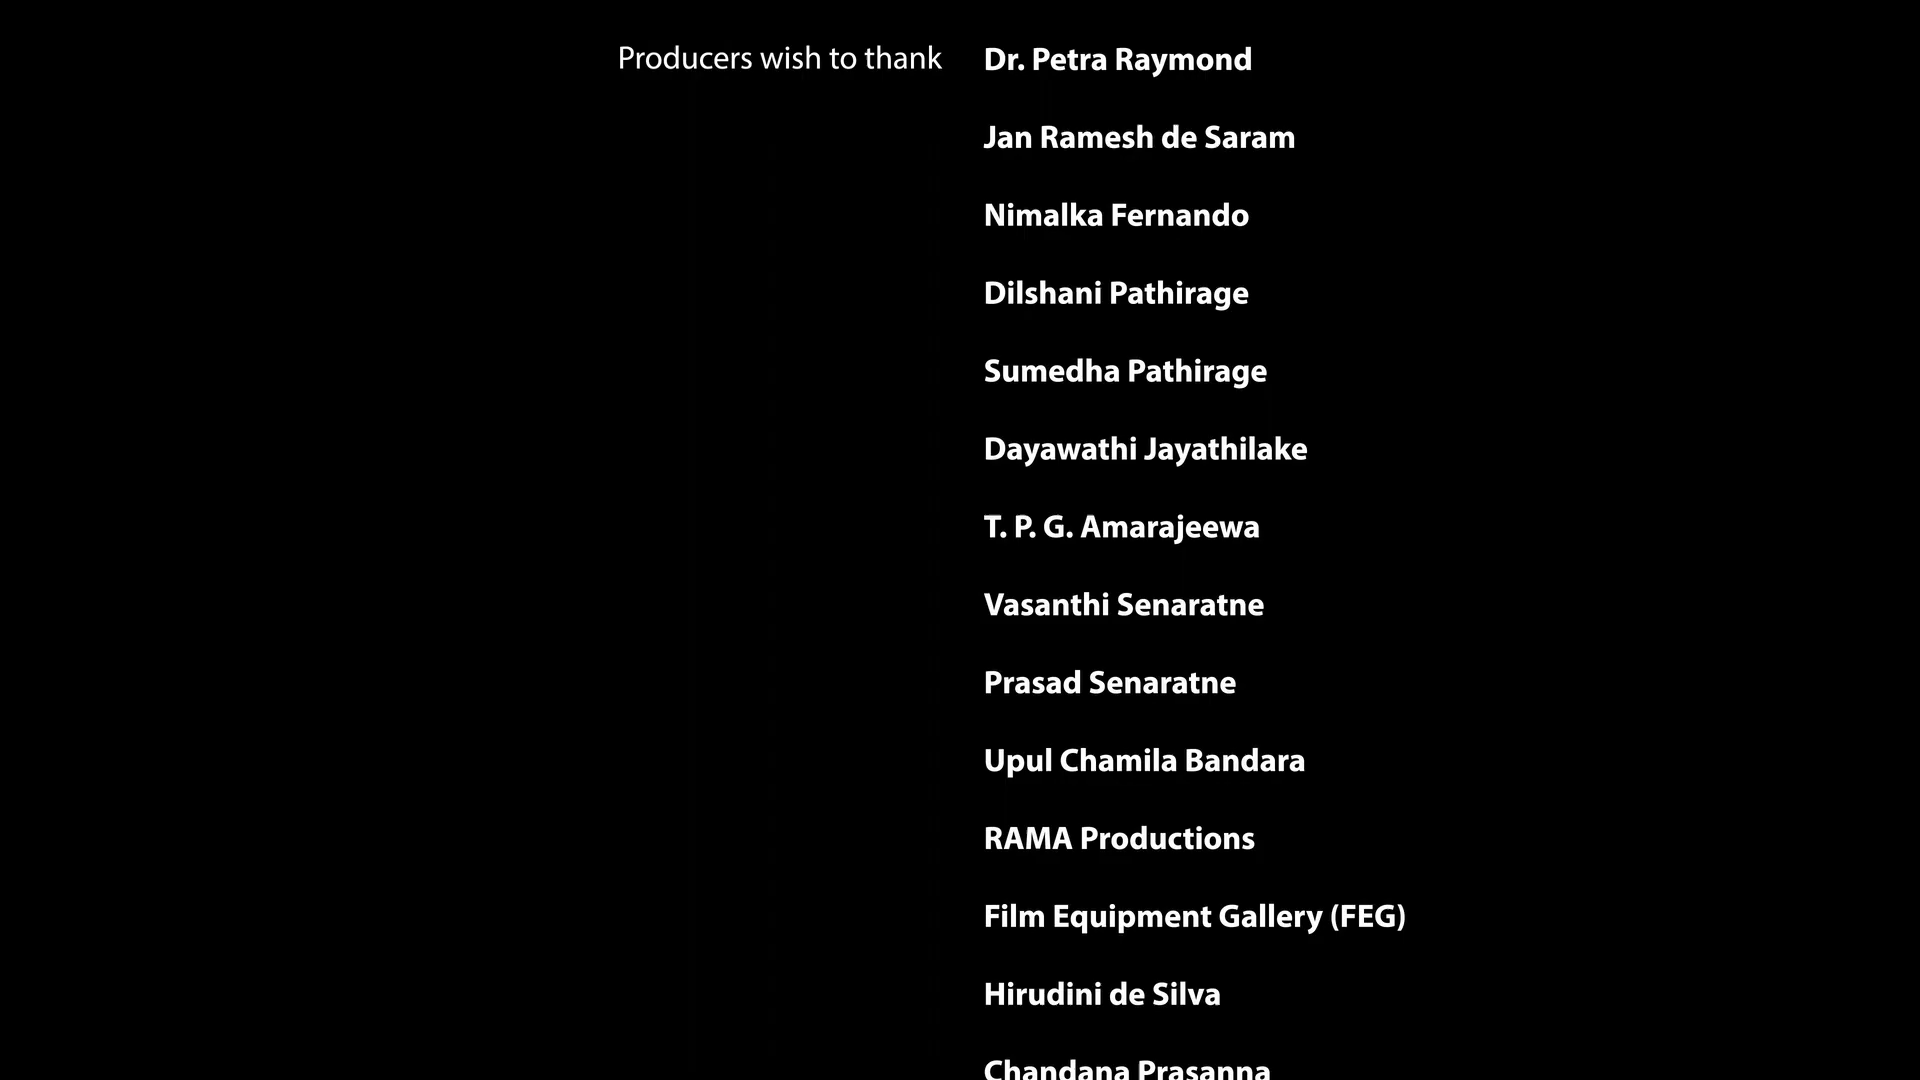 Producers wish to thank Dr. Petra Raymond
Jan Ramesh de Saram
Nimalka Fernando
Dilshani Pathirage
Sumedha Pathirage
Dayawathi Jayathilake
T. P. G. Amarajeewa
Vasanthi Senaratne
Prasad Senaratne
Upul Chamila Bandara
RAMA Productions
Film Equipment Gallery (FEG)
Hirudini de Silva
Chandana Prasanna